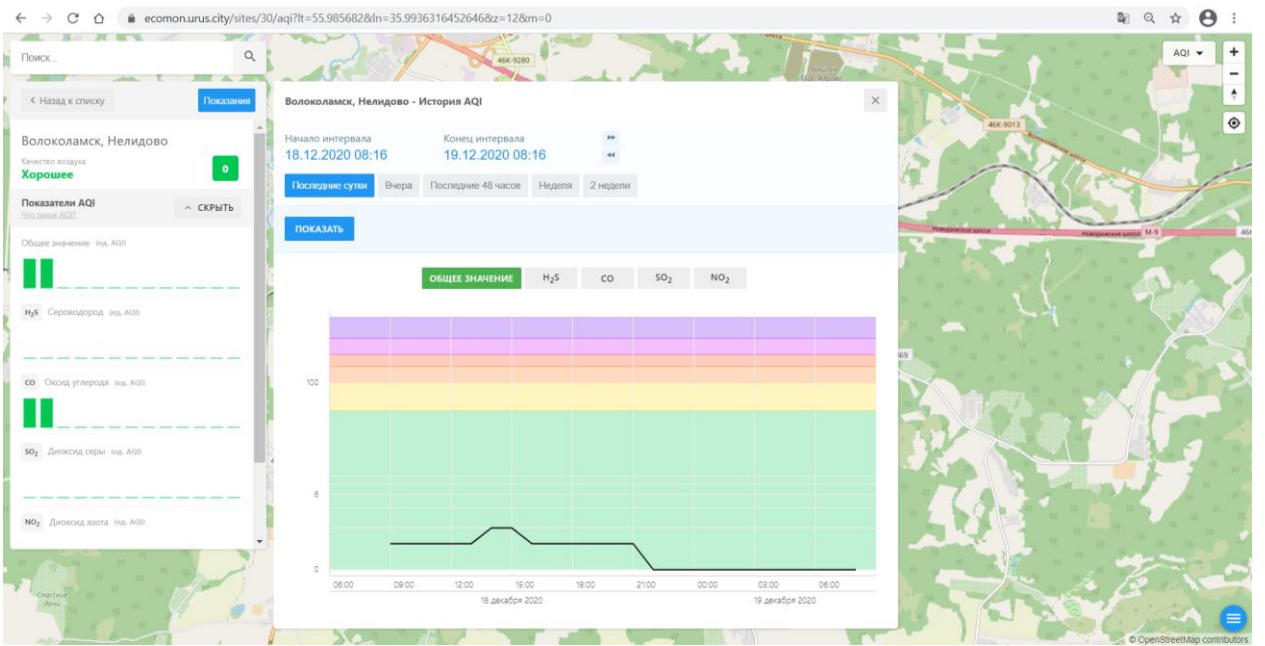 ecomon.urus.city/sites/30/aqi?lt=55.985682&ln=35.99363164526468&z=12&m=0
Поиск...
46К-9280
AQI
+
−
< Назад к списку
Показания
Волоколамск, Нелидово - История AQI
×
46К-9013
Волоколамск, Нелидово
Качество воздуха
Хорошее
0
Начало интервала
Конец интервала
18.12.2020 08:16
19.12.2020 08:16
Последние сутки
Вчера
Последние 48 часов
Неделя
2 недели
Показатели AQI
Что такое AQI?
СКРЫТЬ
ПОКАЗАТЬ
Новорижское шоссе
Новорижское шоссе
М-9
Общее значение (ед. AQI)
ОБЩЕЕ ЗНАЧЕНИЕ
H₂S
CO
SO₂
NO₂
H₂S Сероводород (ед. AQI)
CO Оксид углерода (ед. AQI)
SO₂ Диоксид серы (ед. AQI)
NO₂ Диоксид азота (ед. AQI)
100
6
0
06:00
09:00
12:00
15:00
18:00
21:00
00:00
03:00
06:00
18 декабря 2020
19 декабря 2020
Спасские
дачи
© OpenStreetMap contributors